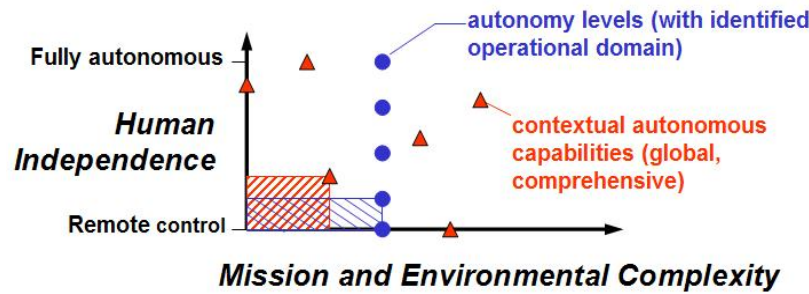 autonomy levels (with identified
operational domain)
Fully autonomous
Human
Independence
contextual autonomous
capabilities (global,
comprehensive)
Remote control
Mission and Environmental Complexity